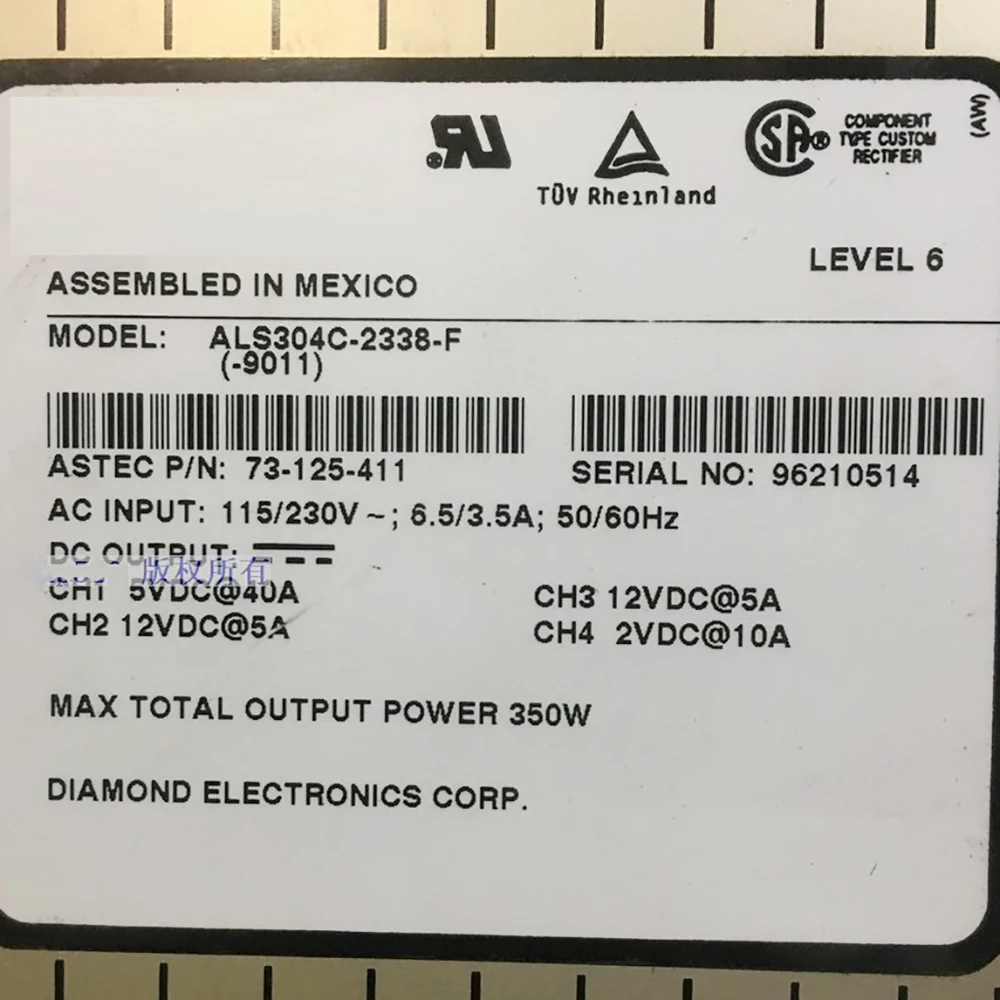 RU®
TÜV Rheinland
SA®
COMPONENT
TYPE CUSTOM
RECTIFIER
(AW)
LEVEL 6
ASSEMBLED IN MEXICO
MODEL: ALS304C-2338-F
(-9011)
ASTEC P/N: 73-125-411
SERIAL NO: 96210514
AC INPUT: 115/230V ~; 6.5/3.5A; 50/60Hz
DC OUTPUT:
版权所有
CH1 5VDC@40A
CH3 12VDC@5A
CH2 12VDC@5A
CH4 2VDC@10A
MAX TOTAL OUTPUT POWER 350W
DIAMOND ELECTRONICS CORP.